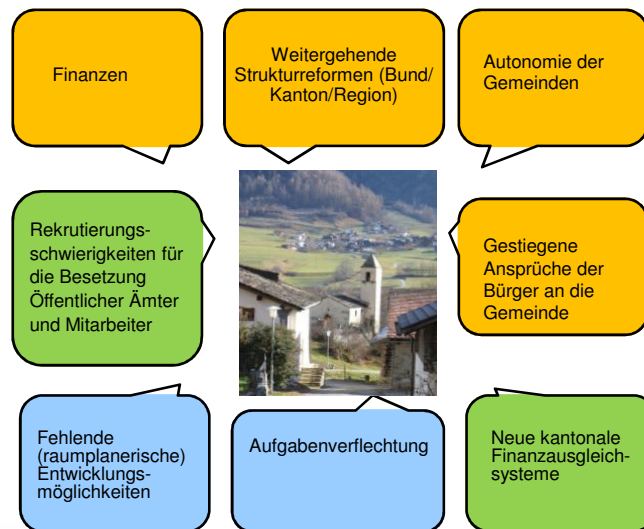 Finanzen
Weitergehende
Strukturreformen (Bund/
Kanton/Region)
Autonomie der
Gemeinden
Rekrutierungs-
schwierigkeiten für
die Besetzung
Öffentlicher Ämter
und Mitarbeiter
Gestiegene
Ansprüche der
Bürger an die
Gemeinde
Fehlende
(raumplanerische)
Entwicklungs-
möglichkeiten
Aufgabenverflechtung
Neue kantonale
Finanzausgleich-
systeme